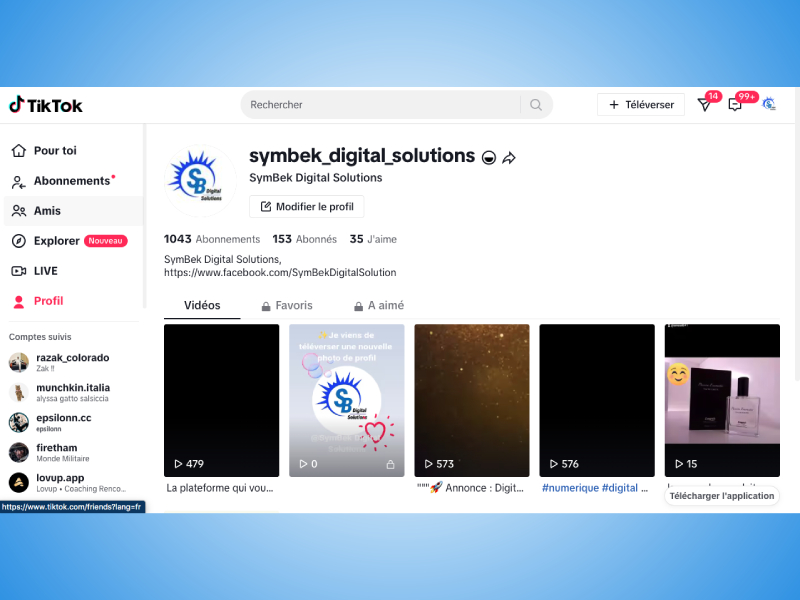 TikTok
Rechercher
Téléverser
14
99+
Pour toi
Abonnements
Amis
Explorer
Nouveau
LIVE
Profil
Comptes suivis
razak_colorado
Zak !!
munchkin.italia
alyssa gatto salsiccia
epsilonn.cc
epsilonn
firetham
Monde Militaire
lovup.app
Lovup • Coaching Renco...
https://www.tiktok.com/friends?lang=fr
SB
Digital
Solutions
symbek_digital_solutions
SymBek Digital Solutions
Modifier le profil
1043 Abonnements 153 Abonnés 35 J'aime
SymBek Digital Solutions,
https://www.facebook.com/SymBekDigitalSolution
Vidéos
Favoris
A aimé
479
La plateforme qui vou...
Je viens de
téléverser une nouvelle
photo de profil
SB
Digital
Solutions
0
573
🚀 Annonce : Digit...
576
#numerique #digital ...
15
Télécharger l'application